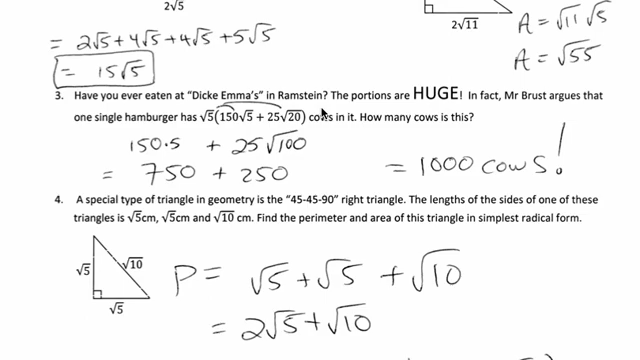 2√5
= 2√5 + 4√5 + 4√5 + 5√5
= 15√5
2√11
A = √11 √5
A = √55
3. Have you ever eaten at "Dicke Emma's" in Ramstein? The portions are HUGE! In fact, Mr Brust argues that
one single hamburger has √5(150√5 + 25√20) cows in it. How many cows is this?
150·5 + 25√100
= 750 + 250 = 1000 cows!
4. A special type of triangle in geometry is the "45-45-90" right triangle. The lengths of the sides of one of these
triangles is √5cm, √5cm and √10 cm. Find the perimeter and area of this triangle in simplest radical form.
√5
√10
√5
P = √5 + √5 + √10
= 2√5 + √10